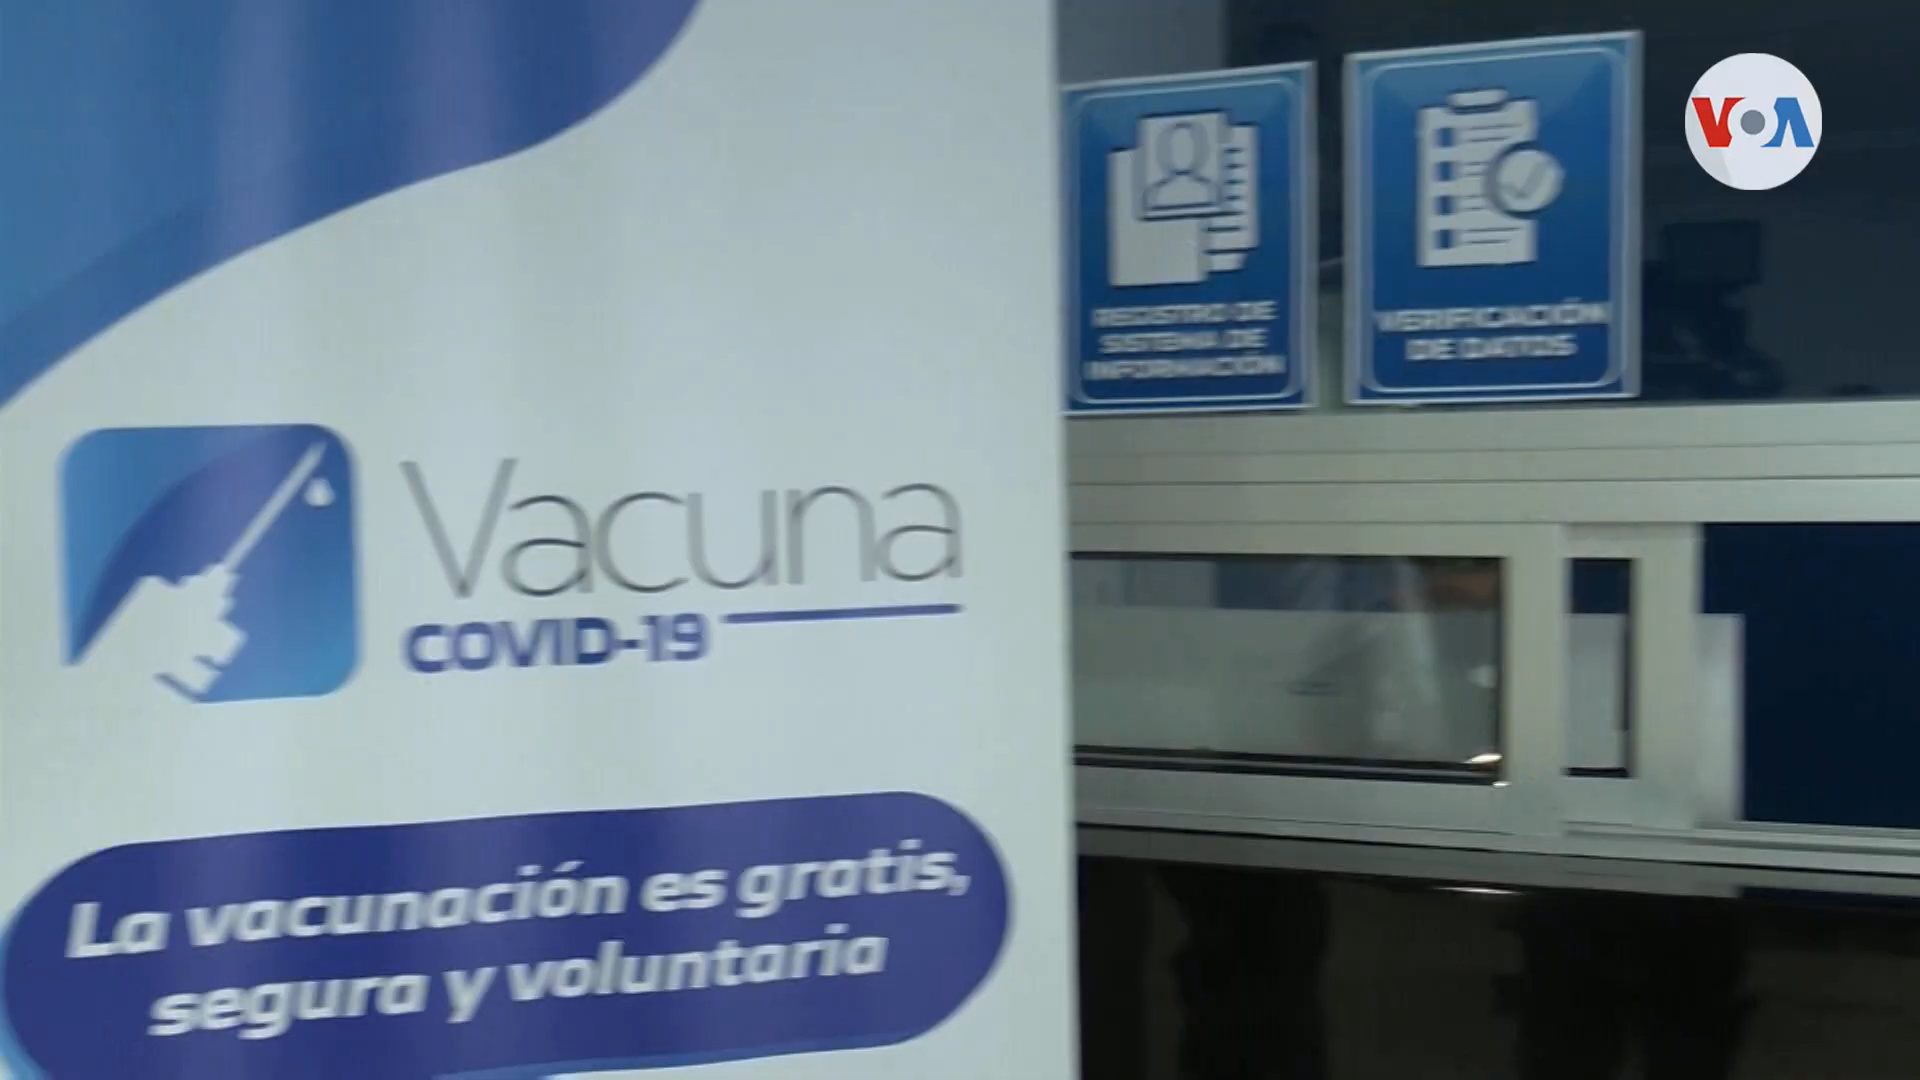 VOA
REGISTRO DE
SISTEMA DE
INFORMACIÓN
VERIFICACIÓN
DE DATOS
Vacuna
COVID-19
La vacunación es gratis,
segura y voluntaria